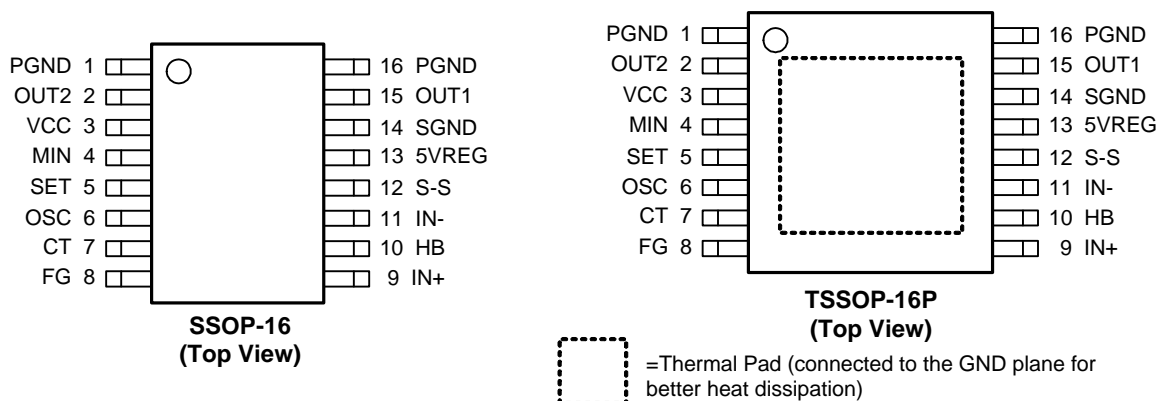 PGND 1
OUT2 2
VCC 3
MIN 4
SET 5
OSC 6
CT 7
FG 8
16 PGND
15 OUT1
14 SGND
13 5VREG
12 S-S
11 IN-
10 HB
9 IN+
SSOP-16
(Top View)
PGND 1
OUT2 2
VCC 3
MIN 4
SET 5
OSC 6
CT 7
FG 8
16 PGND
15 OUT1
14 SGND
13 5VREG
12 S-S
11 IN-
10 HB
9 IN+
TSSOP-16P
(Top View)
=Thermal Pad (connected to the GND plane for
better heat dissipation)